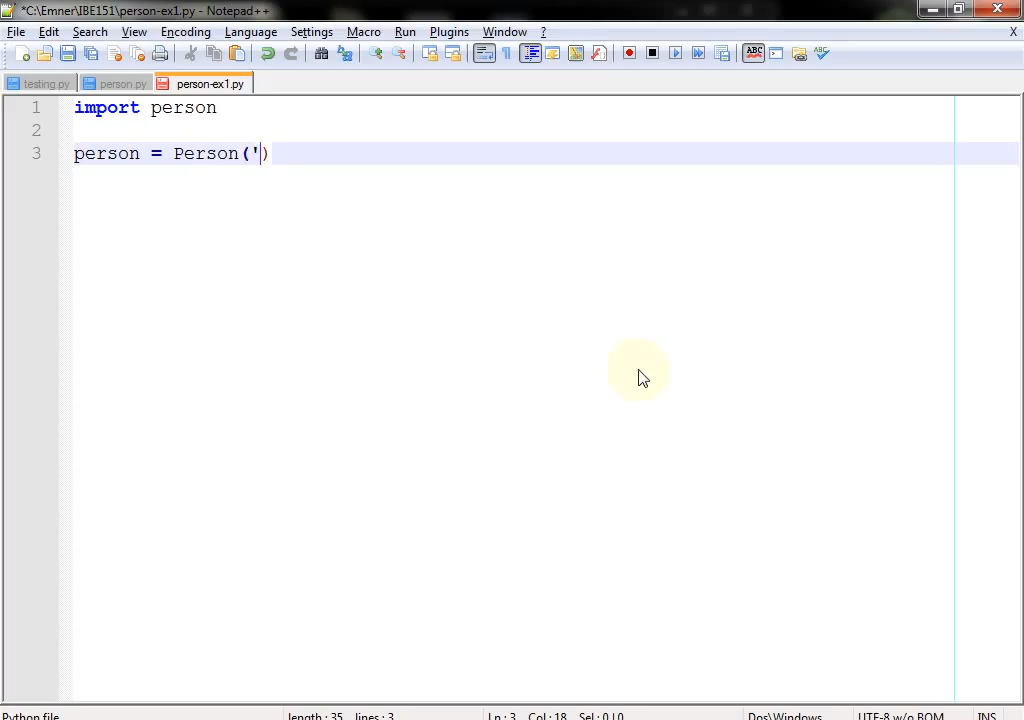 *C:\Emner\IBE151\person-ex1.py - Notepad++
File Edit Search View Encoding Language Settings Macro Run Plugins Window ? X
ABC ABC
testing.py person.py person-ex1.py
1 import person
2
3 person = Person(')
Python file length : 35 lines : 3 Ln : 3 Col : 18 Sel : 0 | 0 Dos\Windows UTF-8 w/o BOM INS